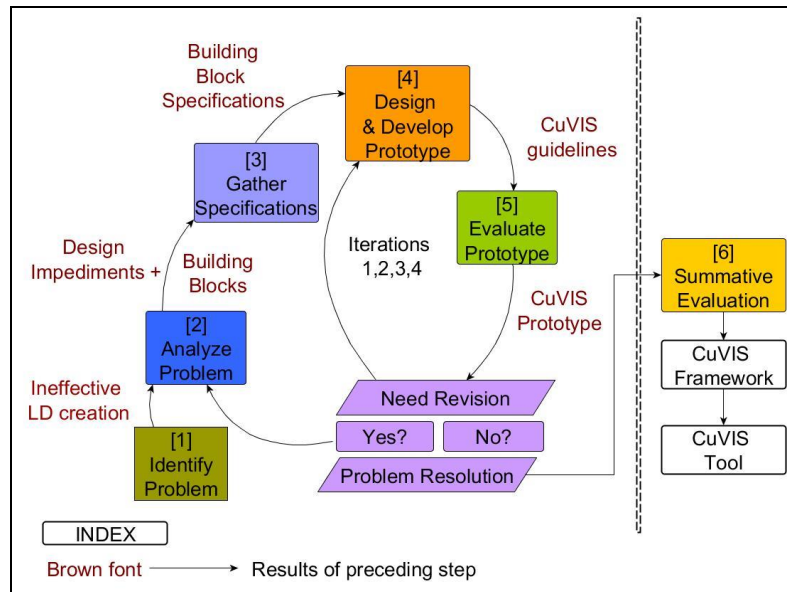 Building
Block
Specifications
[4]
Design
& Develop
Prototype
CuVIS
guidelines
[3]
Gather
Specifications
[5]
Evaluate
Prototype
Iterations
1,2,3,4
Design
Impediments +
Building
Blocks
[6]
Summative
Evaluation
CuVIS
Prototype
[2]
Analyze
Problem
CuVIS
Framework
Ineffective
LD creation
Need Revision
Yes?
No?
CuVIS
Tool
[1]
Identify
Problem
Problem Resolution
INDEX
Brown font
Results of preceding step